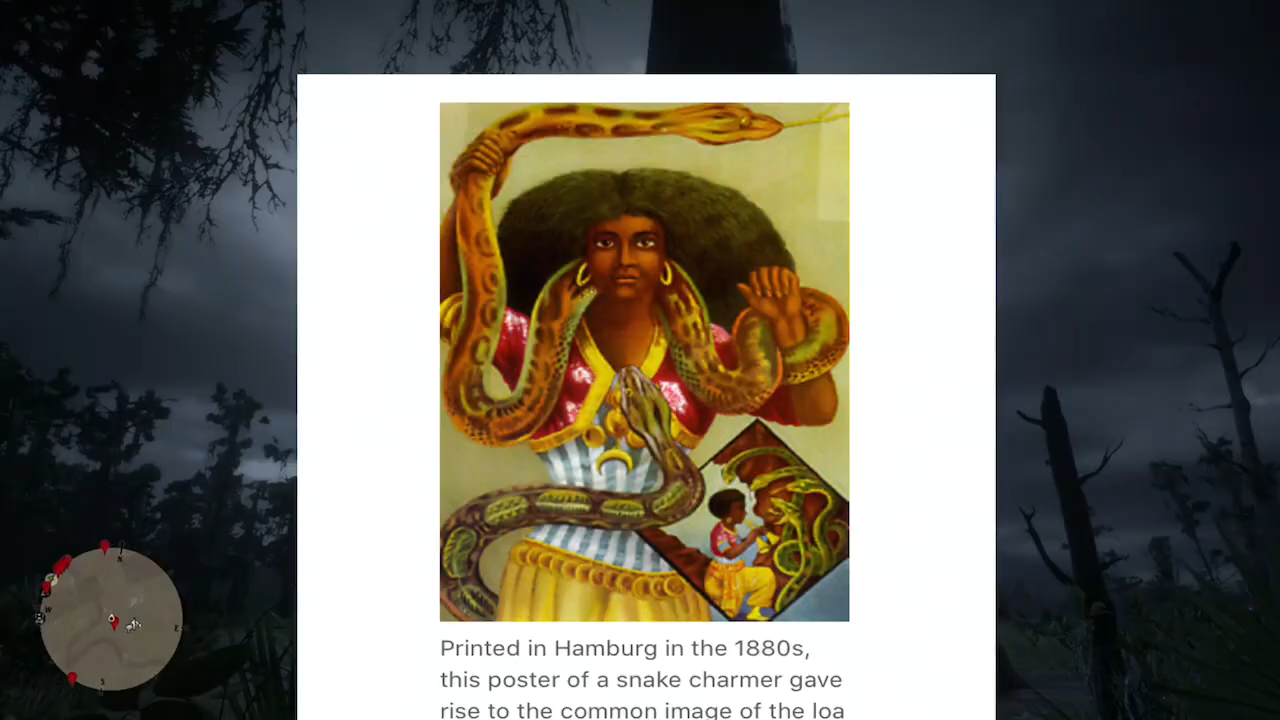 Printed in Hamburg in the 1880s,
this poster of a snake charmer gave
rise to the common image of the loa
N
W
E
S